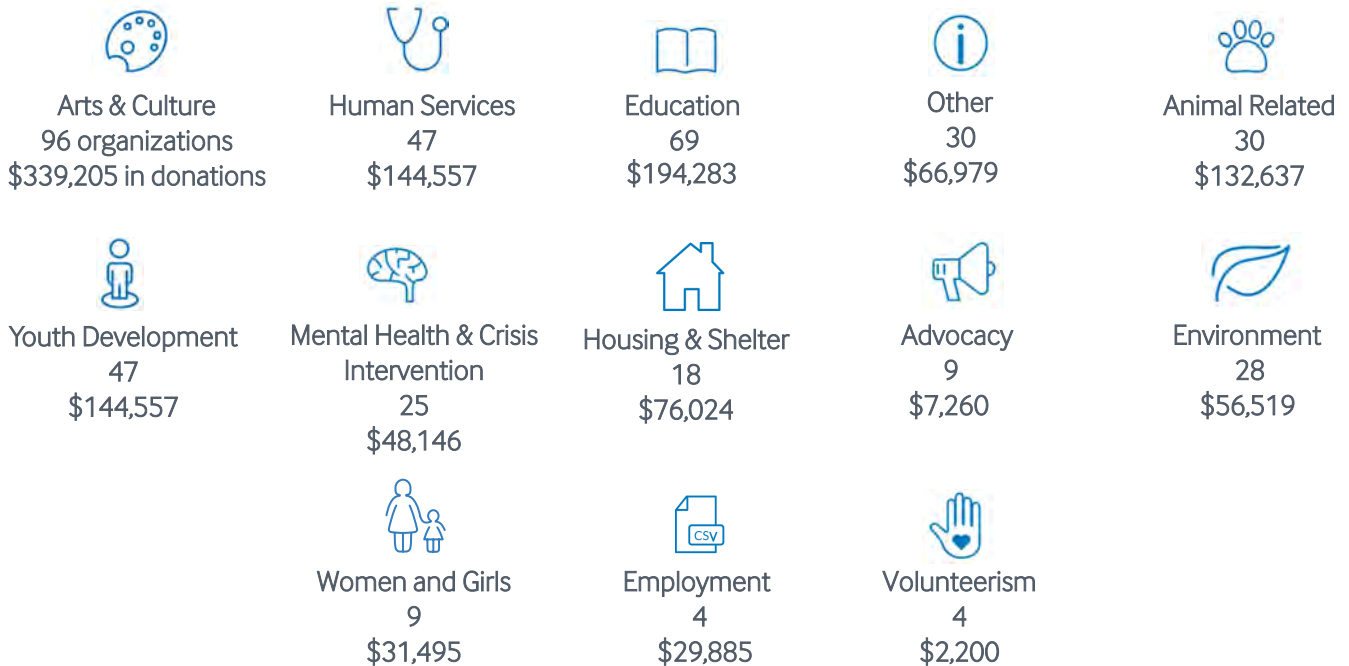 Arts & Culture
96 organizations
$339,205 in donations
Human Services
47
$144,557
Education
69
$194,283
Other
30
$66,979
Animal Related
30
$132,637
Youth Development
47
$144,557
Mental Health & Crisis
Intervention
25
$48,146
Housing & Shelter
18
$76,024
Advocacy
9
$7,260
Environment
28
$56,519
Women and Girls
9
$31,495
CSV
Employment
4
$29,885
Volunteerism
4
$2,200